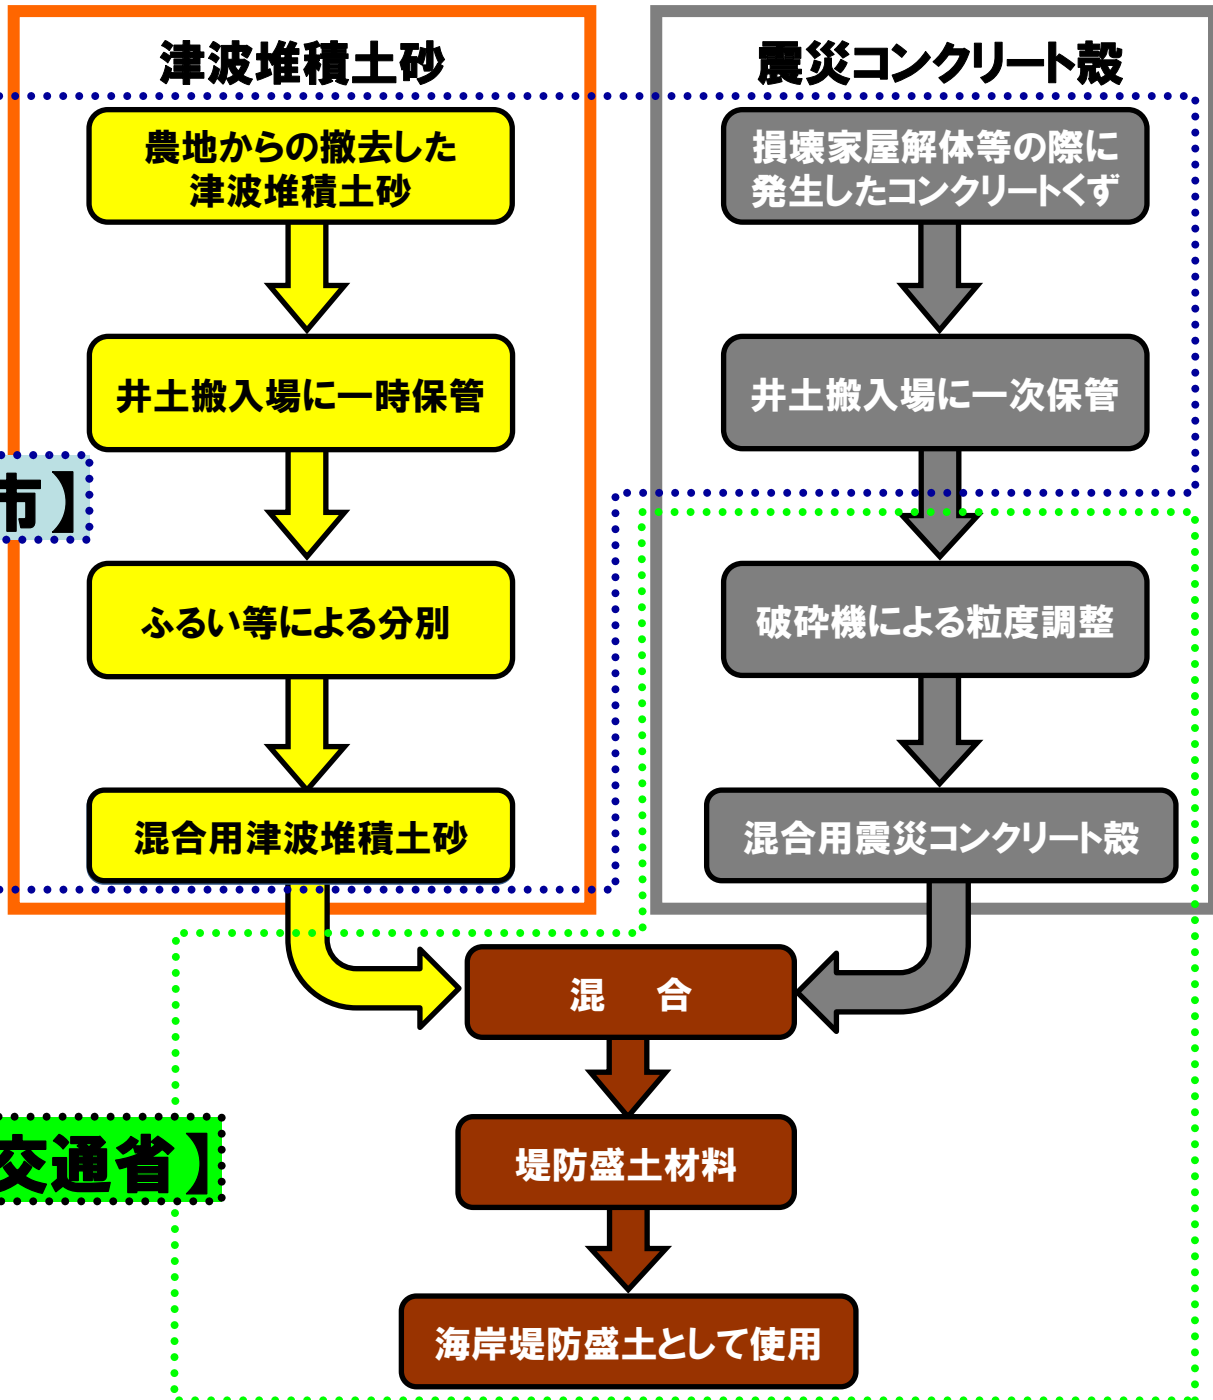 津波堆積土砂
農地からの撤去した
津波堆積土砂
井土搬入場に一時保管
ふるい等による分別
混合用津波堆積土砂
震災コンクリート殻
損壊家屋解体等の際に
発生したコンクリートくず
井土搬入場に一次保管
破砕機による粒度調整
混合用震災コンクリート殻
市】
混　合
堤防盛土材料
海岸堤防盛土として使用
交通省】